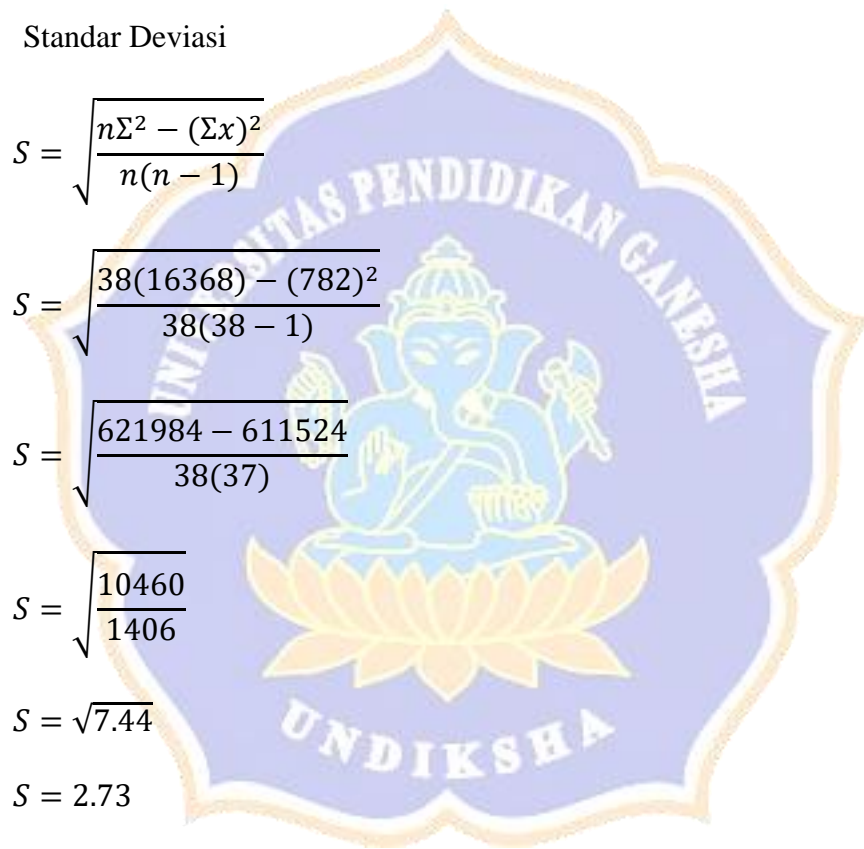 Standar Deviasi
S = √((nΣ² − (Σx)²) / (n(n − 1)))
S = √((38(16368) − (782)²) / (38(38 − 1)))
S = √((621984 − 611524) / (38(37)))
S = √(10460 / 1406)
S = √7.44
S = 2.73
UNIVERSITAS PENDIDIKAN GANESHA
UNDIKSHA